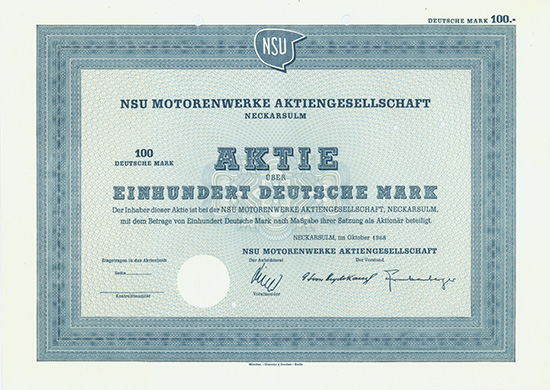 DEUTSCHE MARK 100.-
NSU
NSU MOTORENWERKE AKTIENGESELLSCHAFT
NECKARSULM
100
DEUTSCHE MARK
AKTIE
ÜBER
EINHUNDERT DEUTSCHE MARK
Der Inhaber dieser Aktie ist bei der NSU MOTORENWERKE AKTIENGESELLSCHAFT, NECKARSULM,
mit dem Betrage von Einhundert Deutsche Mark nach Maßgabe ihrer Satzung als Aktionär beteiligt.
NECKARSULM, im Oktober 1968
NSU MOTORENWERKE AKTIENGESELLSCHAFT
Eingetragen in das Aktienbuch
Der Aufsichtsrat
Der Vorstand
Seite
Vorsitzender
Kontrollbeamter